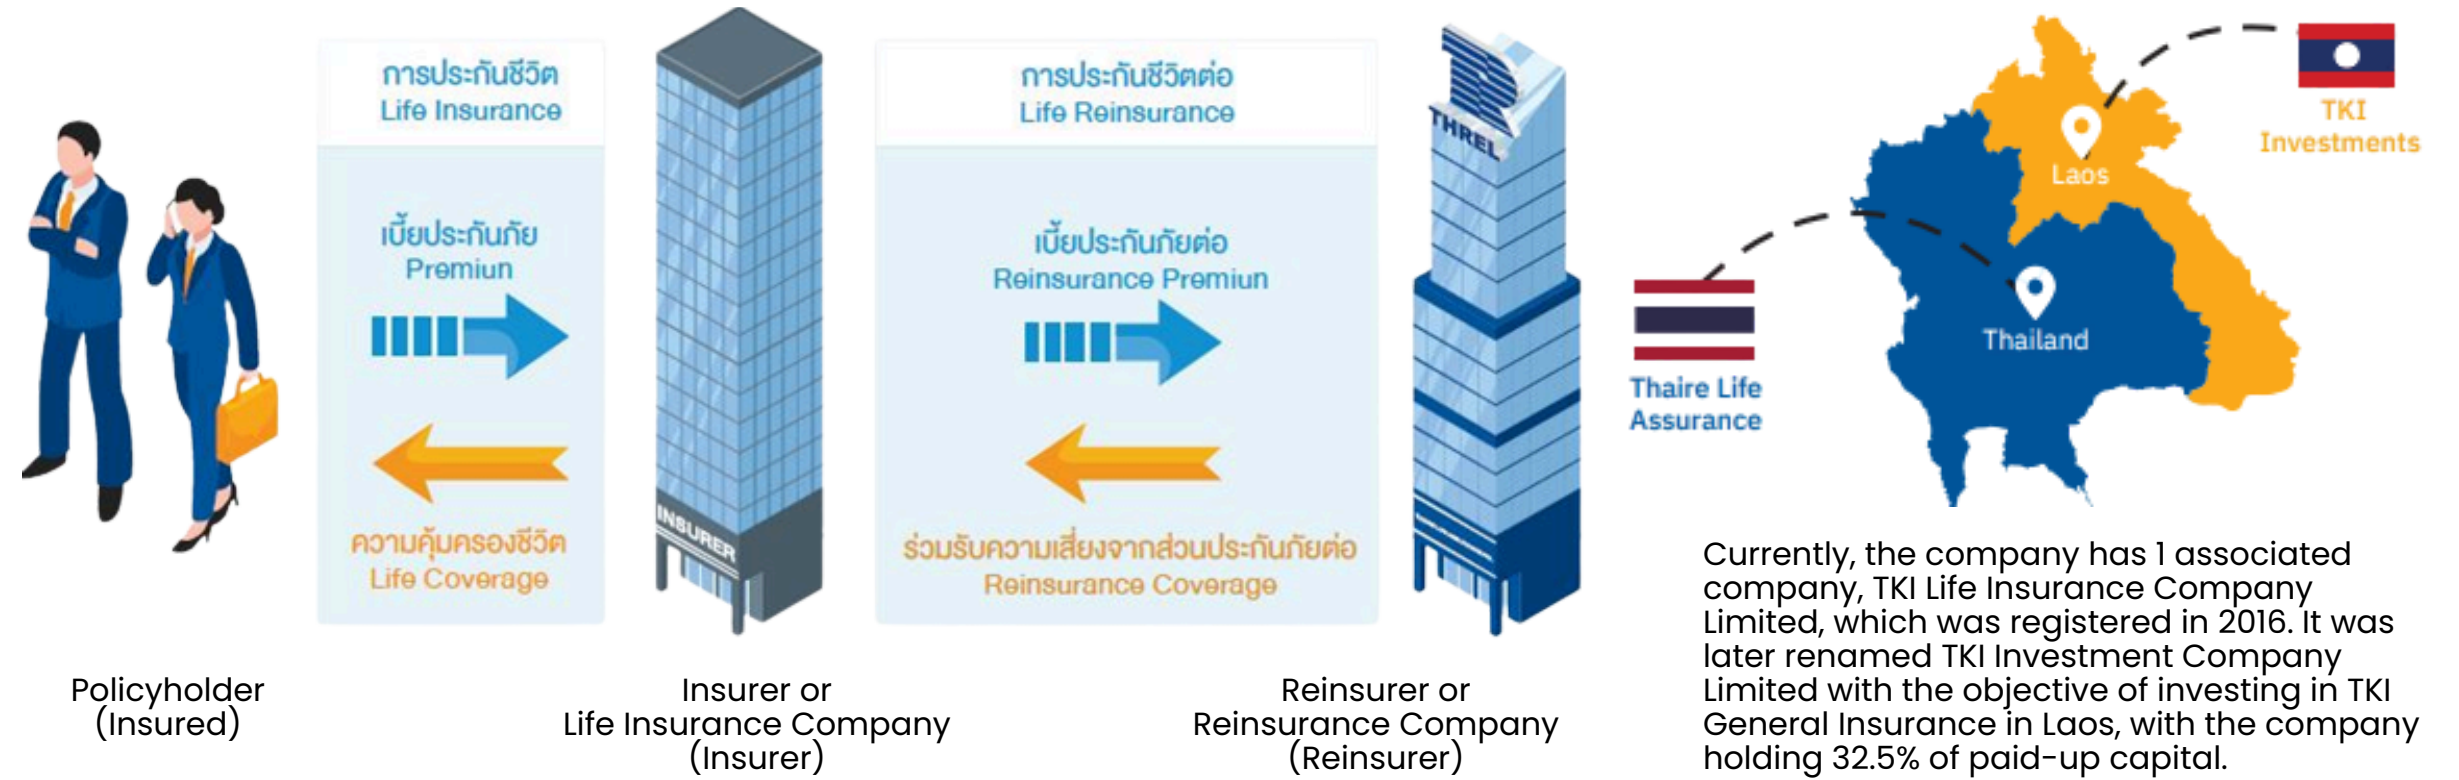 การประกันชีวิต
Life Insurance
เบี้ยประกันภัย
Premiun
ความคุ้มครองชีวิต
Life Coverage
INSURER
การประกันชีวิตต่อ
Life Reinsurance
เบี้ยประกันภัยต่อ
Reinsurance Premiun
ร่วมรับความเสี่ยงจากส่วนประกันภัยต่อ
Reinsurance Coverage
THREL
Policyholder
(Insured)
Insurer or
Life Insurance Company
(Insurer)
Reinsurer or
Reinsurance Company
(Reinsurer)
TKI
Investments
Laos
Thailand
Thaire Life
Assurance
Currently, the company has 1 associated
company, TKI Life Insurance Company
Limited, which was registered in 2016. It was
later renamed TKI Investment Company
Limited with the objective of investing in TKI
General Insurance in Laos, with the company
holding 32.5% of paid-up capital.